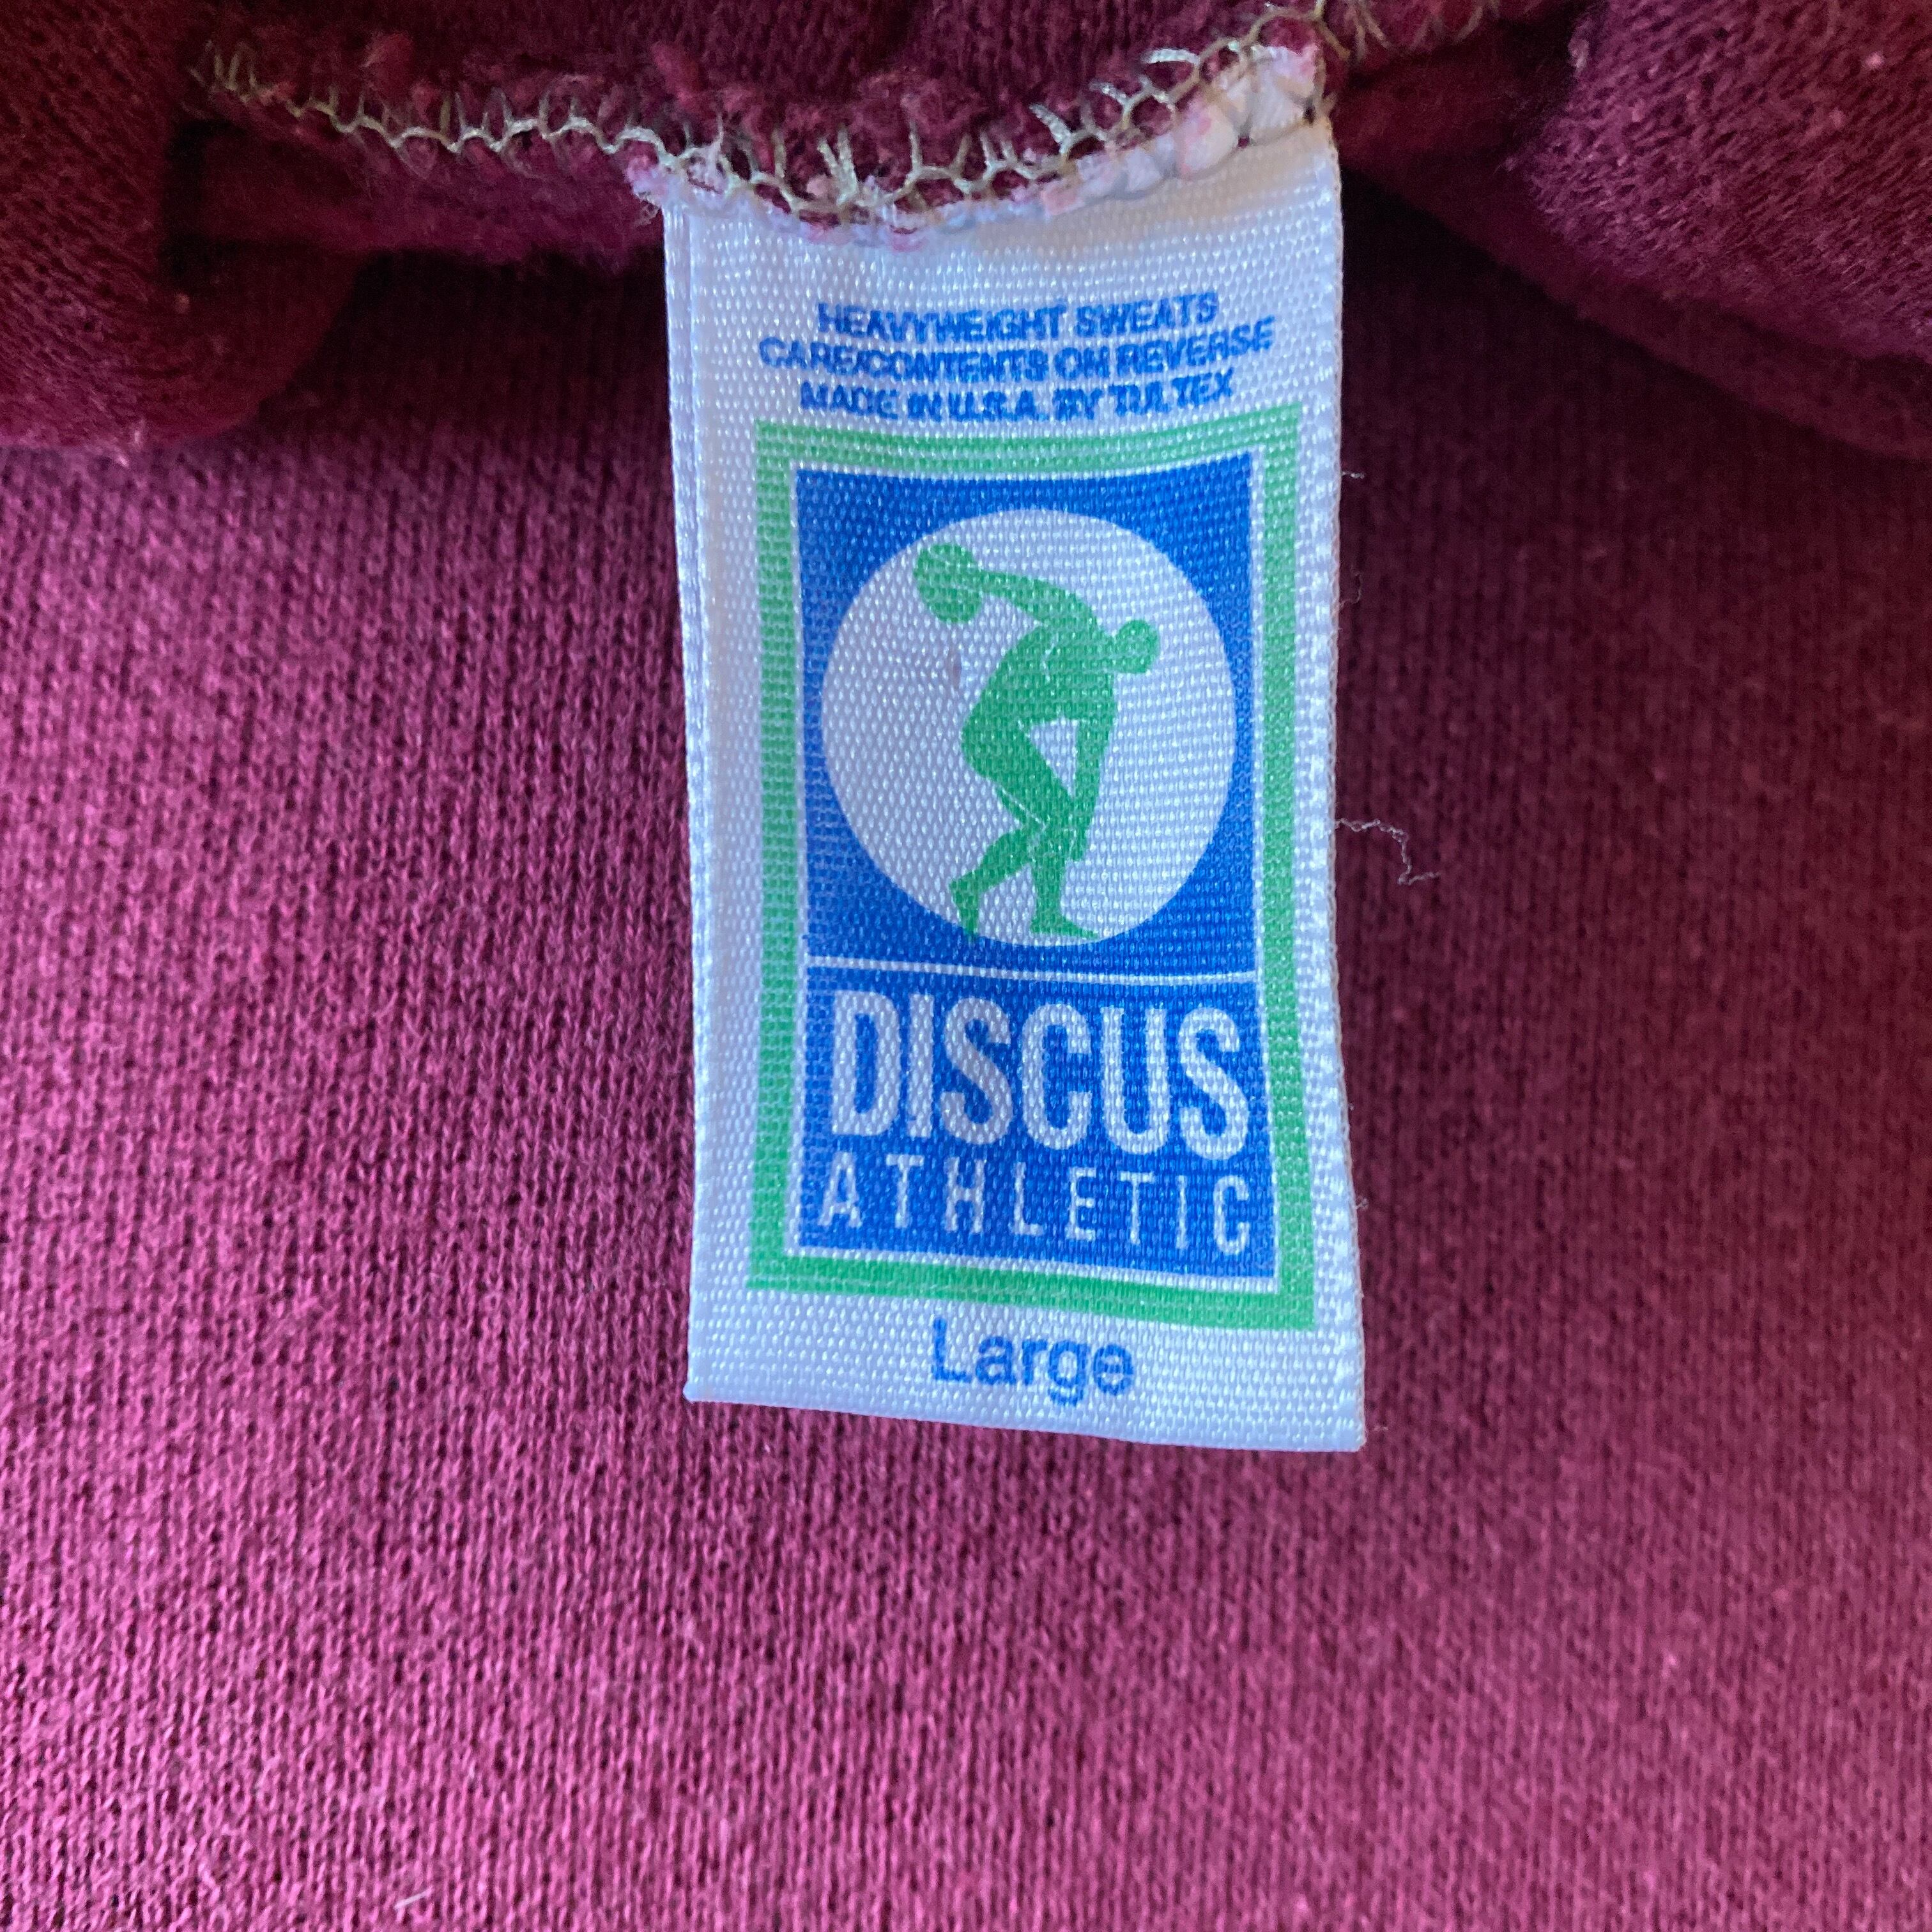 HEAVYWEIGHT SWEATS
CARE/CONTENTS ON REVERSE
MADE IN U.S.A. BY TULTEX
DISCUS
ATHLETIC
Large